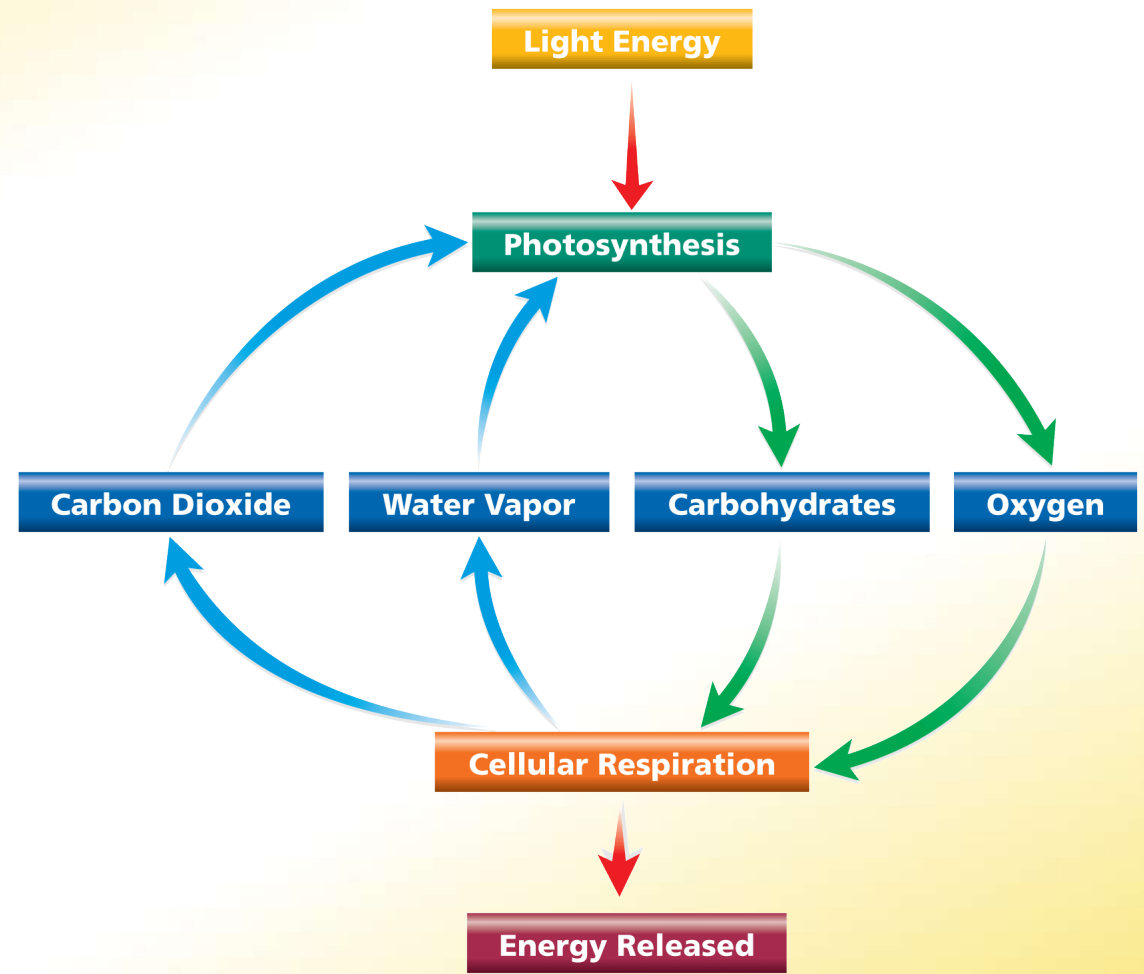 Light Energy
Photosynthesis
Carbon Dioxide
Water Vapor
Carbohydrates
Oxygen
Cellular Respiration
Energy Released